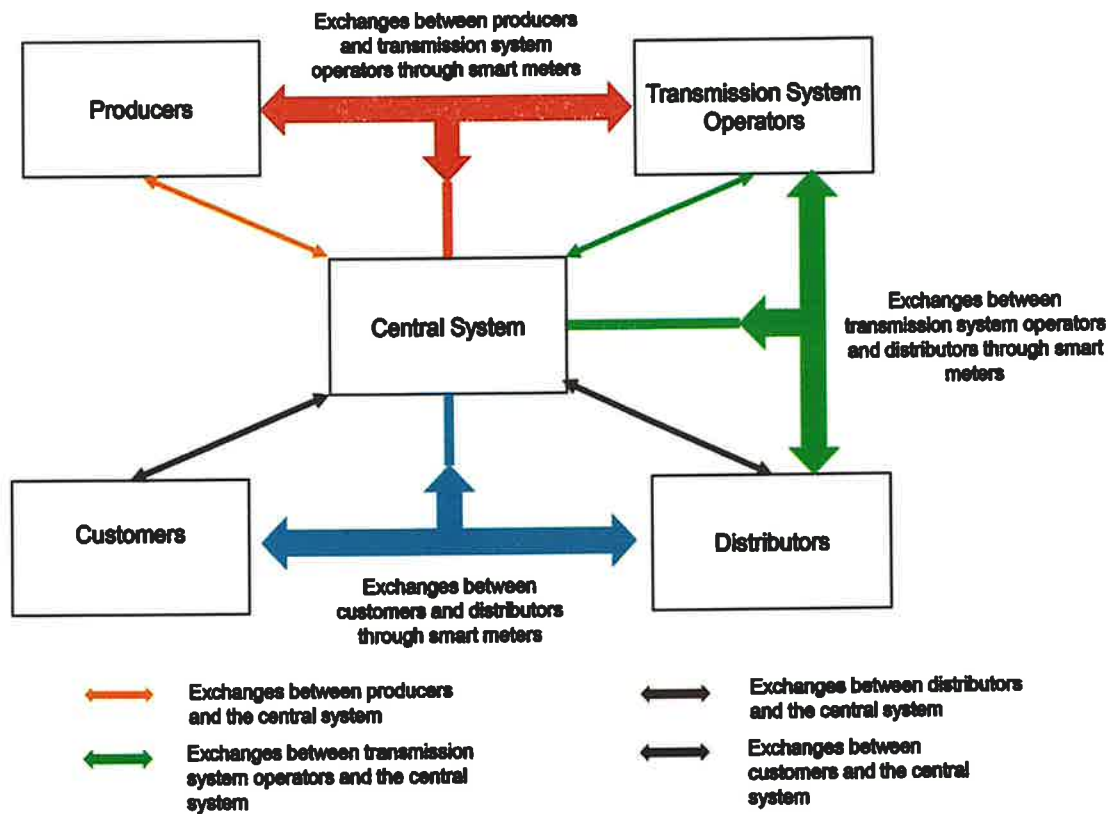 Exchanges between producers
and transmission system
operators through smart meters
Producers
Transmission System
Operators
Central System
Exchanges between
transmission system operators
and distributors through smart
meters
Customers
Distributors
Exchanges between
customers and distributors
through smart meters
Exchanges between producers
and the central system
Exchanges between transmission
system operators and the central
system
Exchanges between distributors
and the central system
Exchanges between
customers and the central
system